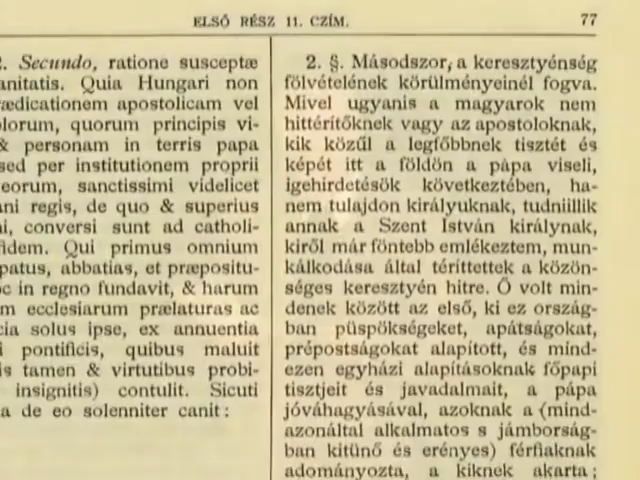 ELSŐ RÉSZ 11. CZÍM.
77
2. Secundo, ratione susceptæ
anitatis. Quia Hungari non
rædicationem apostolicam vel
olorum, quorum principis vi-
& personam in terris papa
sed per institutionem proprii
eorum, sanctissimi videlicet
ani regis, de quo & superius
i, conversi sunt ad catholi-
idem. Qui primus omnium
patus, abbatias, et præpositu-
oc in regno fundavit, & harum
m ecclesiarum prælaturas ac
cia solus ipse, ex annuentia
i pontificis, quibus maluit
is tamen & virtutibus probi-
insignitis) contulit. Sicuti
a de eo solenniter canit:
2. §. Másodszor, a keresztyénség
fölvételének körülményeinél fogva.
Mivel ugyanis a magyarok nem
hittérítőknek vagy az apostoloknak,
kik közűl a legfőbbnek tisztét és
képét itt a földön a pápa viseli,
igehirdetésök következtében, ha-
nem tulajdon királyuknak, tudniillik
annak a Szent István királynak,
kiről már föntebb emlékeztem, mun-
kálkodása által téríttettek a közön-
séges keresztyén hitre. Ő volt min-
denek között az első, ki ez ország-
ban püspökségeket, apátságokat,
prépostságokat alapított, és mind-
ezen egyházi alapításoknak főpapi
tisztjeit és javadalmait, a pápa
jóváhagyásával, azoknak a (mind-
azonáltal alkalmatos s jámborság-
ban kitünő és erényes) férfiaknak
adományozta, a kiknek akarta;